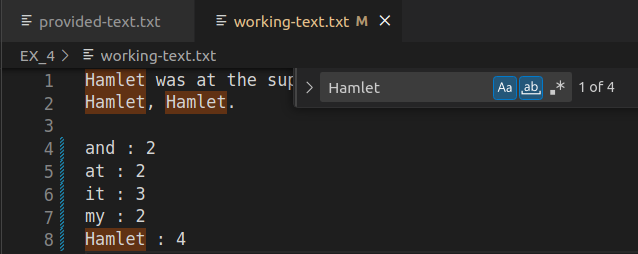 provided-text.txt working-text.txt M
EX_4 > working-text.txt
Hamlet 1 of 4
Aa ab .*
1 Hamlet was at the
2 Hamlet, Hamlet.
3
4 and : 2
5 at : 2
6 it : 3
7 my : 2
8 Hamlet : 4